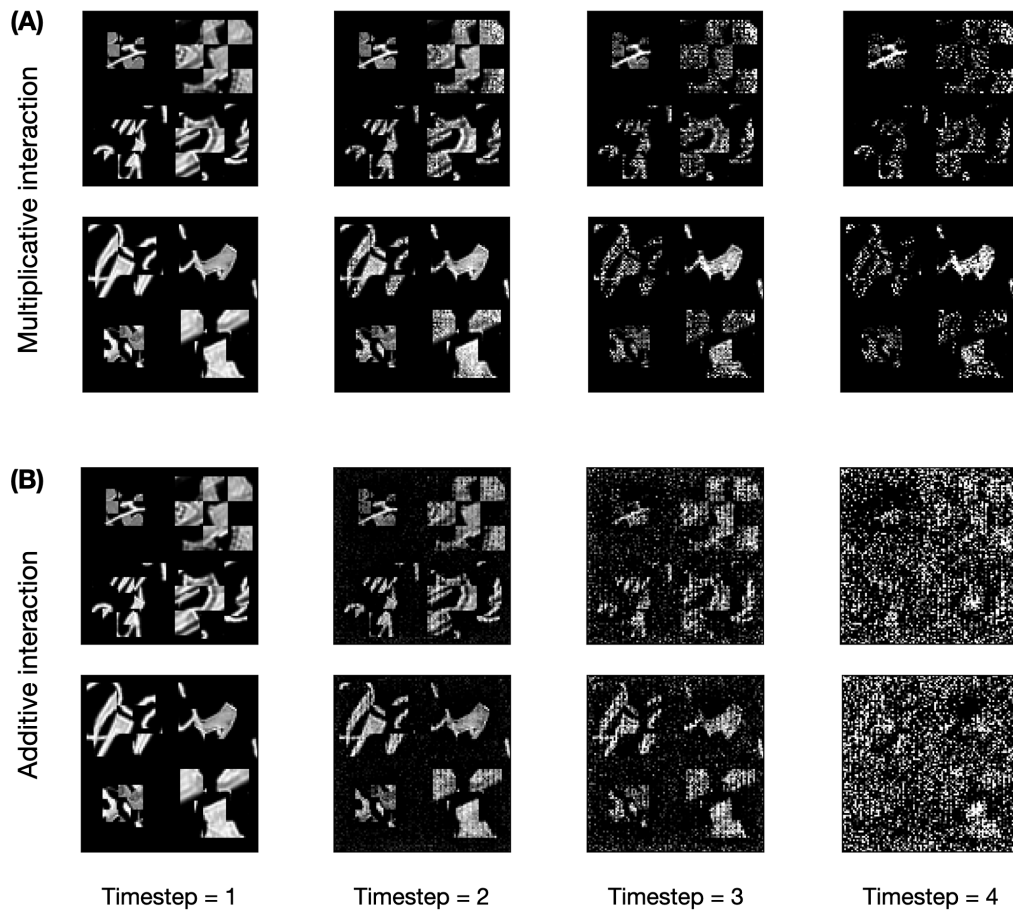 (A)
Multiplicative interaction
(B)
Additive interaction
Timestep = 1
Timestep = 2
Timestep = 3
Timestep = 4